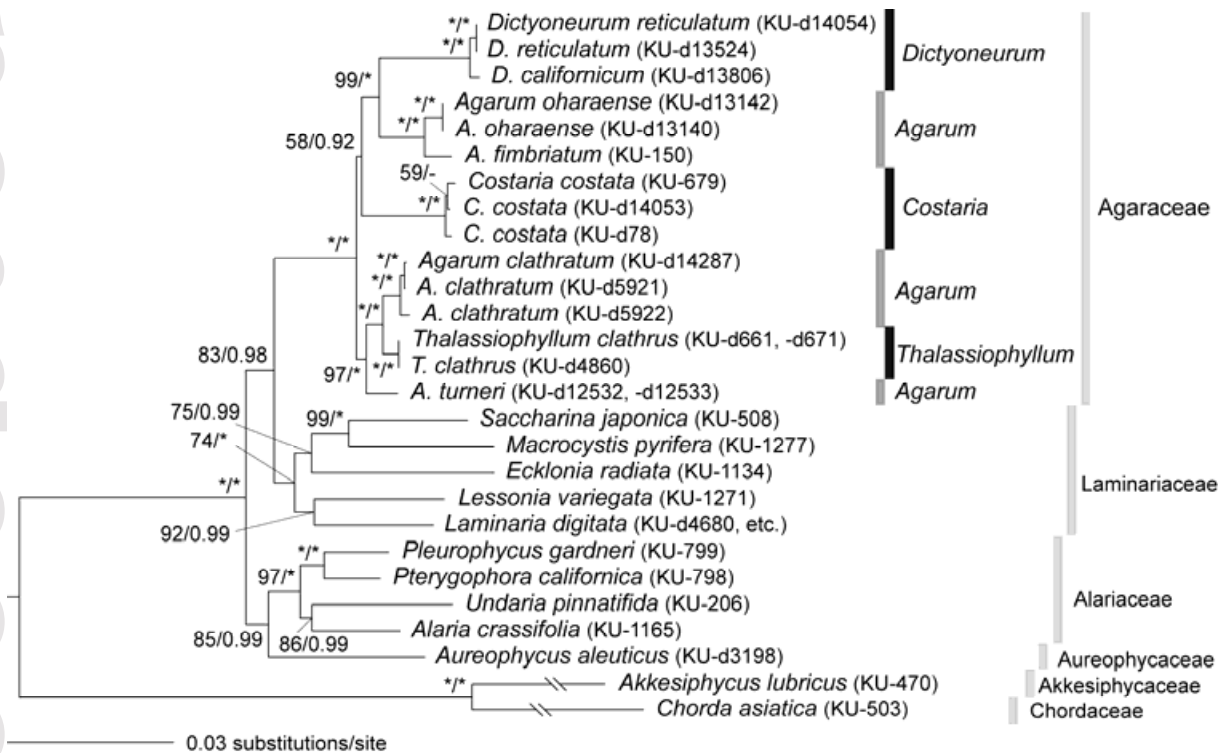 Dictyoneurum reticulatum (KU-d14054)
D. reticulatum (KU-d13524)
D. californicum (KU-d13806)
Agarum oharaense (KU-d13142)
A. oharaense (KU-d13140)
A. fimbriatum (KU-150)
Costaria costata (KU-679)
C. costata (KU-d14053)
C. costata (KU-d78)
Agarum clathratum (KU-d14287)
A. clathratum (KU-d5921)
A. clathratum (KU-d5922)
Thalassiophyllum clathrus (KU-d661, -d671)
T. clathrus (KU-d4860)
A. turneri (KU-d12532, -d12533)
Saccharina japonica (KU-508)
Macrocystis pyrifera (KU-1277)
Ecklonia radiata (KU-1134)
Lessonia variegata (KU-1271)
Laminaria digitata (KU-d4680, etc.)
Pleurophycus gardneri (KU-799)
Pterygophora californica (KU-798)
Undaria pinnatifida (KU-206)
Alaria crassifolia (KU-1165)
Aureophycus aleuticus (KU-d3198)
Akkesiphycus lubricus (KU-470)
Chorda asiatica (KU-503)
Dictyoneurum
Agarum
Costaria
Agarum
Thalassiophyllum
Agarum
Agaraceae
Laminariaceae
Alariaceae
Aureophycaceae
Akkesiphycaceae
Chordaceae
*/*
*/*
99/*
*/*
*/*
58/0.92
59/-
*/*
*/*
*/*
*/*
*/*
*/*
97/*
83/0.98
75/0.99
99/*
74/*
*/*
92/0.99
*/*
97/*
85/0.99
86/0.99
*/*
0.03 substitutions/site